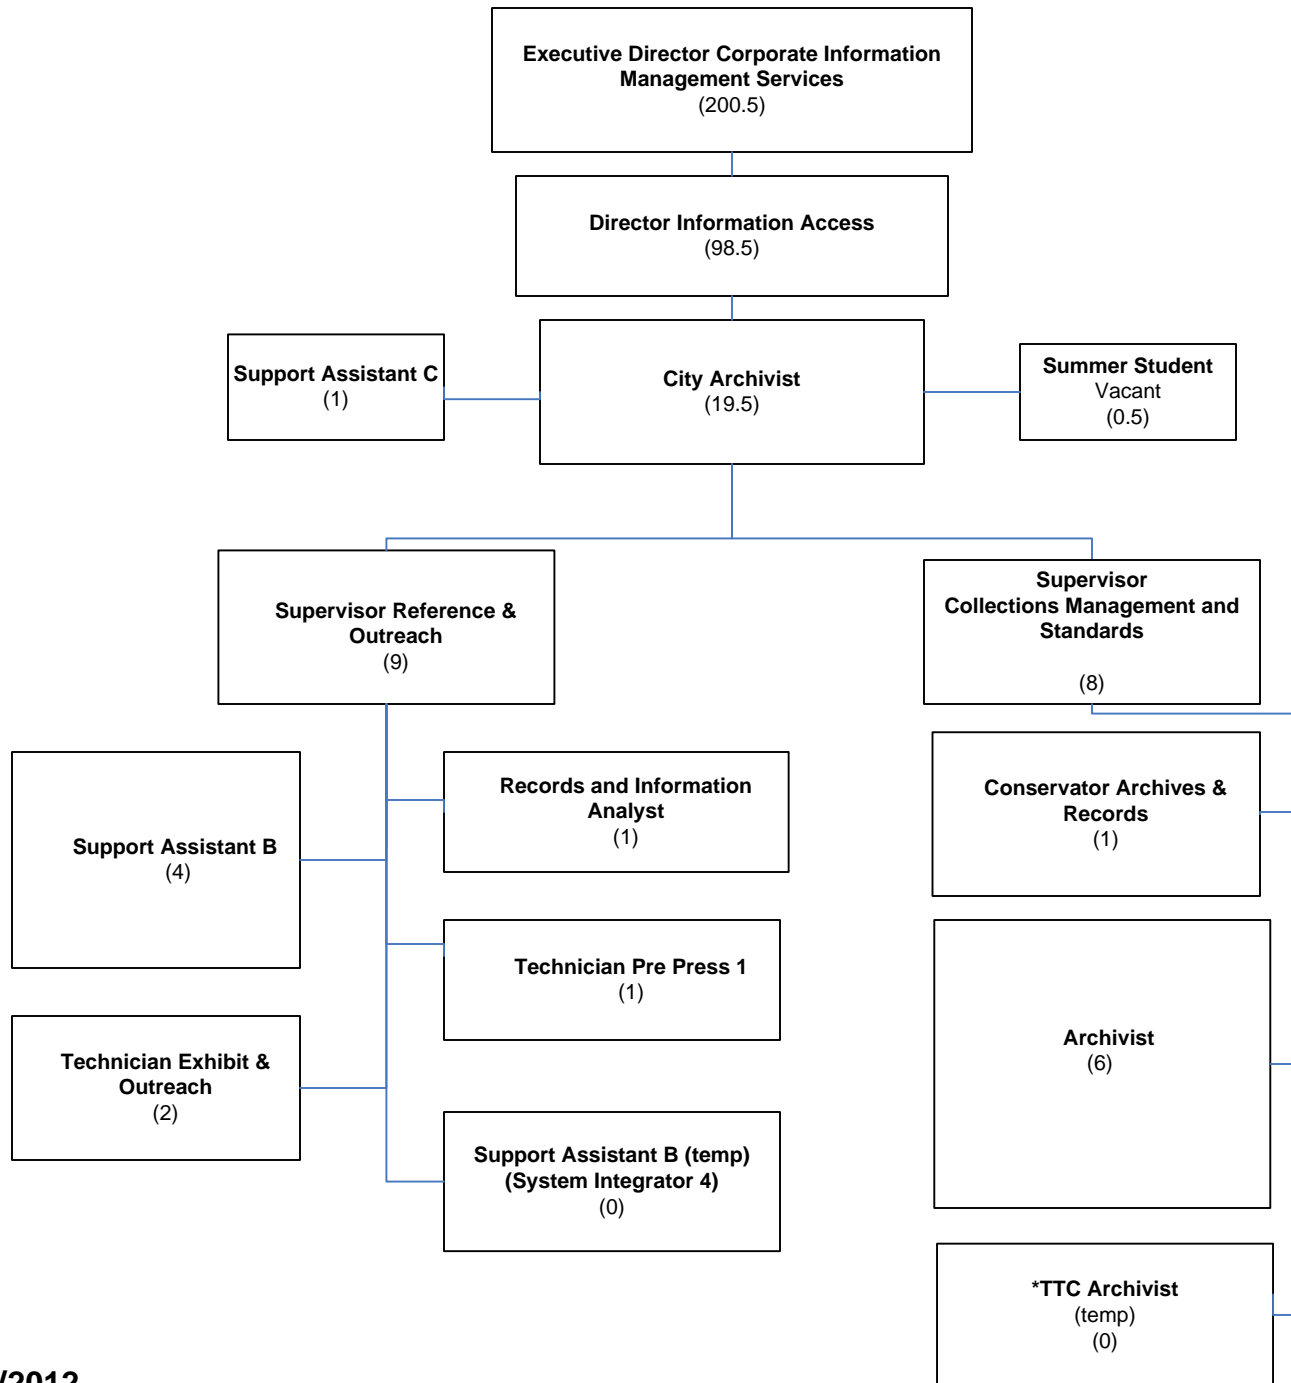 Executive Director Corporate Information
Management Services
(200.5)
Director Information Access
(98.5)
Support Assistant C
(1)
City Archivist
(19.5)
Summer Student
Vacant
(0.5)
Supervisor Reference &
Outreach
(9)
Supervisor
Collections Management and
Standards
(8)
Support Assistant B
(4)
Records and Information
Analyst
(1)
Conservator Archives &
Records
(1)
Technician Pre Press 1
(1)
Archivist
(6)
Technician Exhibit &
Outreach
(2)
Support Assistant B (temp)
(System Integrator 4)
(0)
*TTC Archivist
(temp)
(0)
/2012